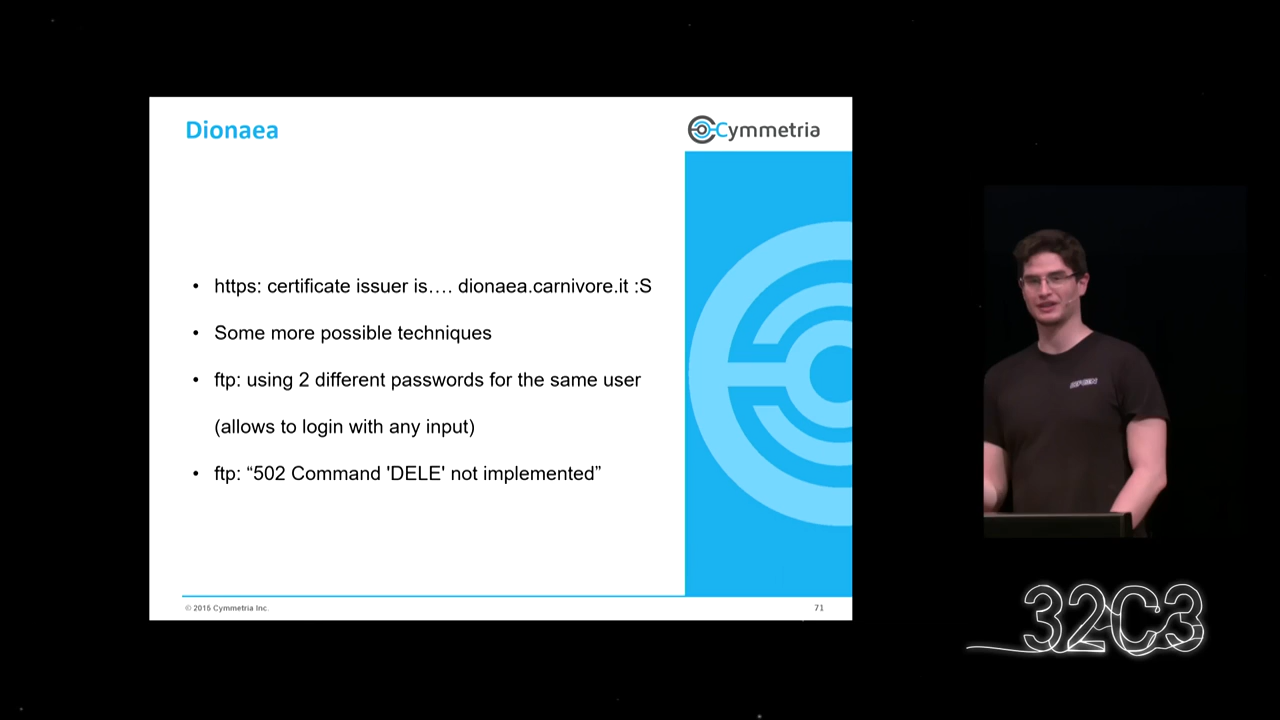 Dionaea
Cymmetria
• https: certificate issuer is…. dionaea.carnivore.it :S
• Some more possible techniques
• ftp: using 2 different passwords for the same user
(allows to login with any input)
• ftp: “502 Command 'DELE' not implemented”
© 2015 Cymmetria Inc.
71
32C3